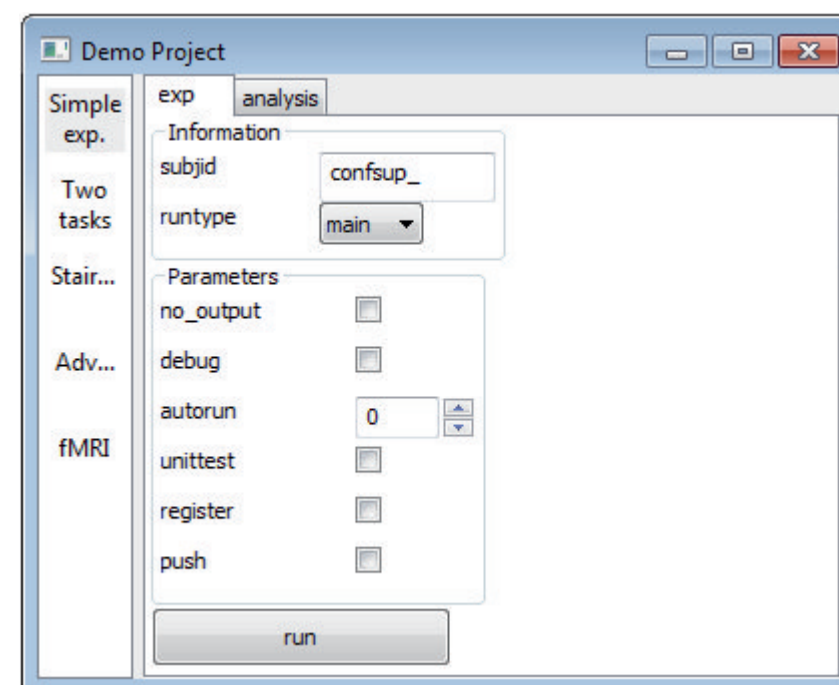 Demo Project
Simple
exp.
Two
tasks
Stair...
Adv...
fMRI
exp analysis
Information
subjid confsup_
runtype main
Parameters
no_output
debug
autorun 0
unittest
register
push
run